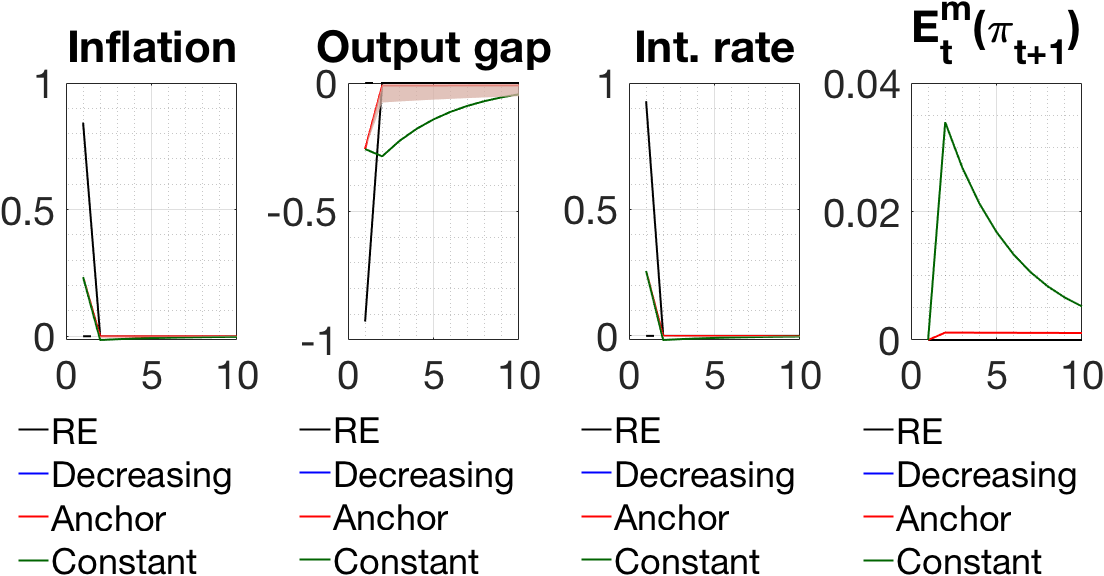 Inflation
1
0.5
0
0 5 10
RE
Decreasing
Anchor
Constant
Output gap
0
-0.5
-1
0 5 10
RE
Decreasing
Anchor
Constant
Int. rate
1
0.5
0
0 5 10
RE
Decreasing
Anchor
Constant
E_t^m(π_{t+1})
0.04
0.02
0
0 5 10
RE
Decreasing
Anchor
Constant